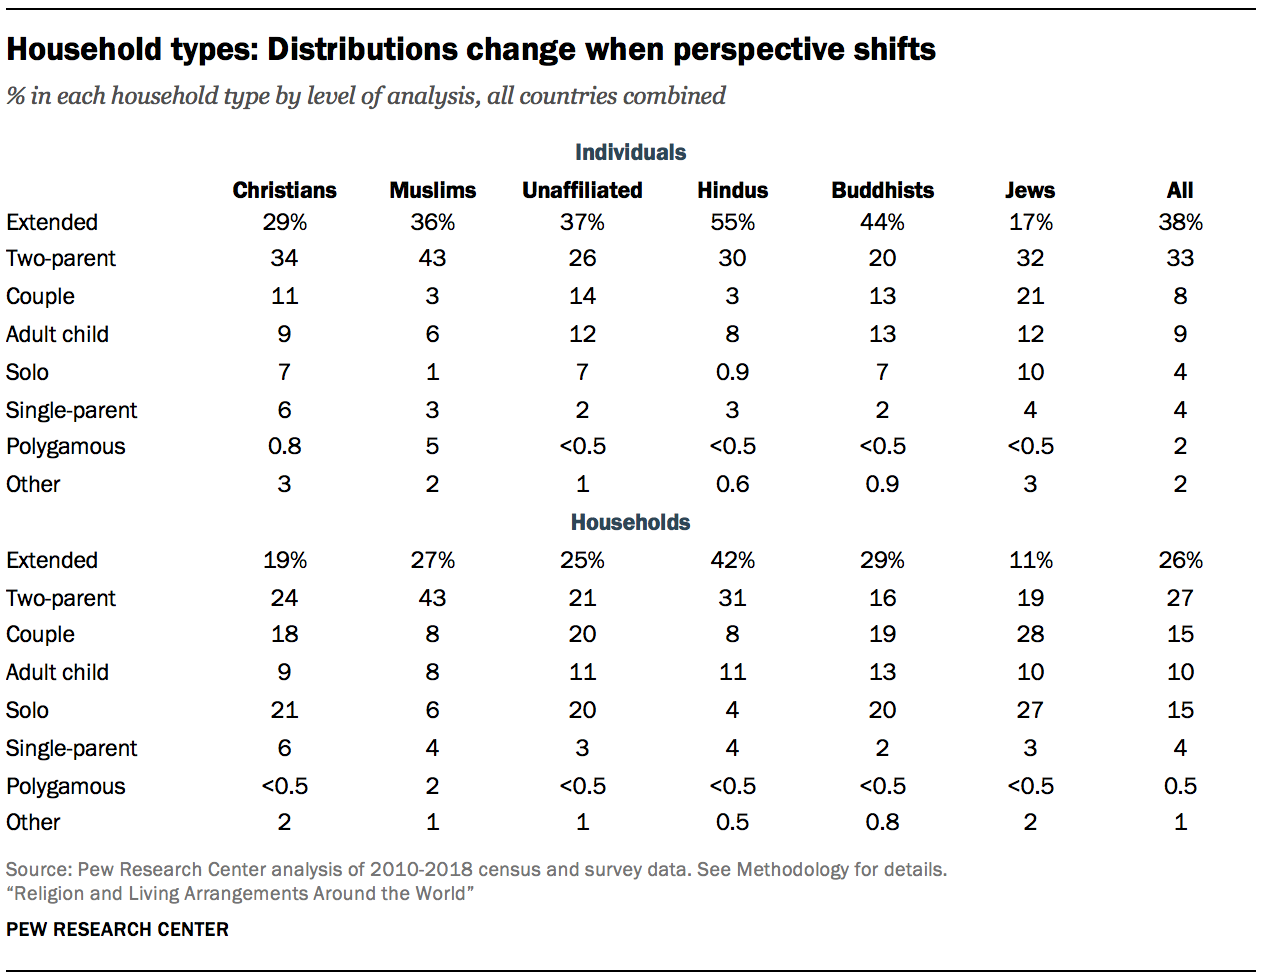 Household types: Distributions change when perspective shifts
% in each household type by level of analysis, all countries combined
Individuals
Christians Muslims Unaffiliated Hindus Buddhists Jews All
Extended 29% 36% 37% 55% 44% 17% 38%
Two-parent 34 43 26 30 20 32 33
Couple 11 3 14 3 13 21 8
Adult child 9 6 12 8 13 12 9
Solo 7 1 7 0.9 7 10 4
Single-parent 6 3 2 3 2 4 4
Polygamous 0.8 5 <0.5 <0.5 <0.5 <0.5 2
Other 3 2 1 0.6 0.9 3 2
Households
Extended 19% 27% 25% 42% 29% 11% 26%
Two-parent 24 43 21 31 16 19 27
Couple 18 8 20 8 19 28 15
Adult child 9 8 11 11 13 10 10
Solo 21 6 20 4 20 27 15
Single-parent 6 4 3 4 2 3 4
Polygamous <0.5 2 <0.5 <0.5 <0.5 <0.5 0.5
Other 2 1 1 0.5 0.8 2 1
Source: Pew Research Center analysis of 2010-2018 census and survey data. See Methodology for details.
“Religion and Living Arrangements Around the World”
PEW RESEARCH CENTER